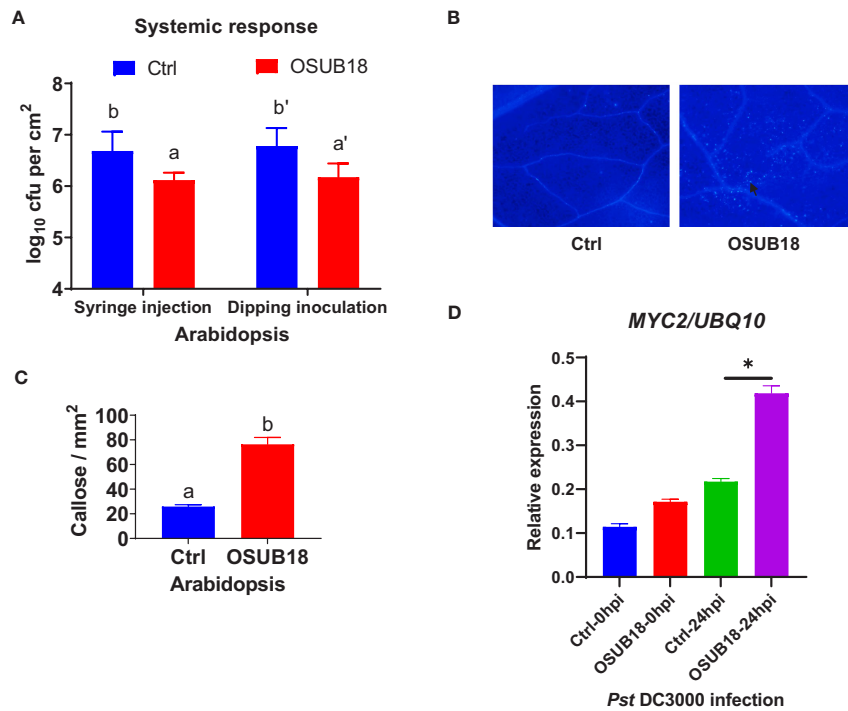 A
Systemic response
Ctrl
OSUB18
8
7
6
5
4
log10 cfu per cm2
b
a
b'
a'
Syringe injection
Dipping inoculation
Arabidopsis
B
Ctrl
OSUB18
C
100
80
60
40
20
0
Callose / mm2
a
b
Ctrl
OSUB18
Arabidopsis
D
MYC2/UBQ10
0.5
0.4
0.3
0.2
0.1
0.0
Relative expression
*
Ctrl-0hpi
OSUB18-0hpi
Ctrl-24hpi
OSUB18-24hpi
Pst DC3000 infection